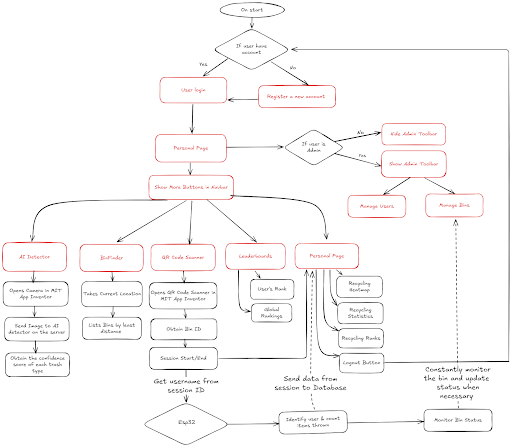 On start
If user have
account
Yes
No
User login
Register a new account
Personal Page
If user is
Admin
No
Hide Admin Toolbar
Yes
Show Admin Toolbar
Show More Buttons in Navbar
Manage Users
Manage Bins
AI Detector
BinFinder
QR Code Scanner
Leaderboards
Personal Page
Opens Camera in MIT
App Inventor
Takes Current Location
Opens QR Code Scanner in
MIT App Inventor
User's Rank
Recycling
Heatmap
Send Image to AI
detector on the server
Lists Bins by least
distance
Obtain Bin ID
Global
Rankings
Recycling
Statistics
Recycling Ranks
Obtain the confidence
score of each trash
type
Session Start/End
Logout Button
Get username from
session ID
Send data from
session to Database
Constantly monitor
the bin and update
status when
necessary
Esp32
Identify user & count
items thrown
Monitor Bin Status